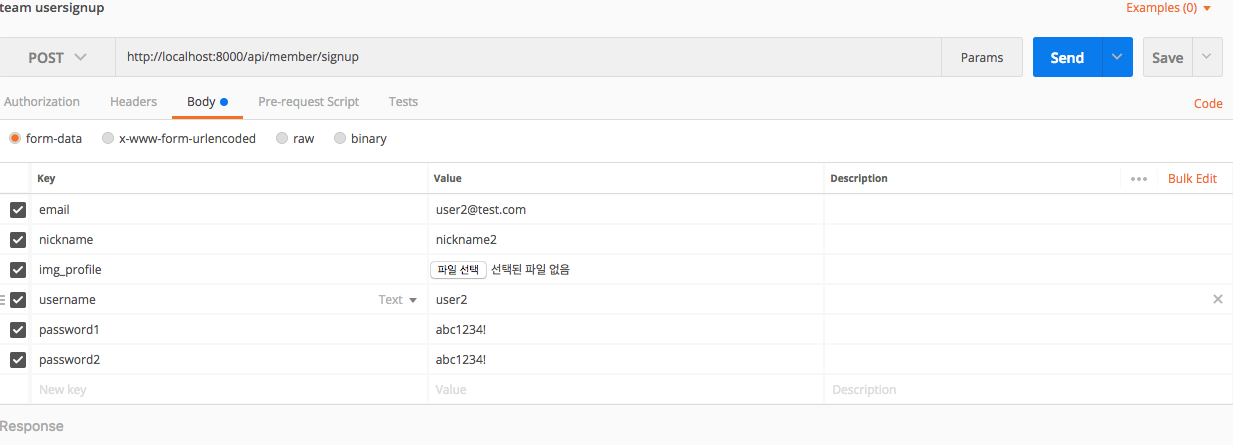 team usersignup
Examples (0)
POST http://localhost:8000/api/member/signup Params Send Save
Authorization Headers Body Pre-request Script Tests Code
form-data x-www-form-urlencoded raw binary
Key Value Description Bulk Edit
email user2@test.com
nickname nickname2
img_profile 파일 선택 선택된 파일 없음
username Text user2
password1 abc1234!
password2 abc1234!
New key Value Description
Response